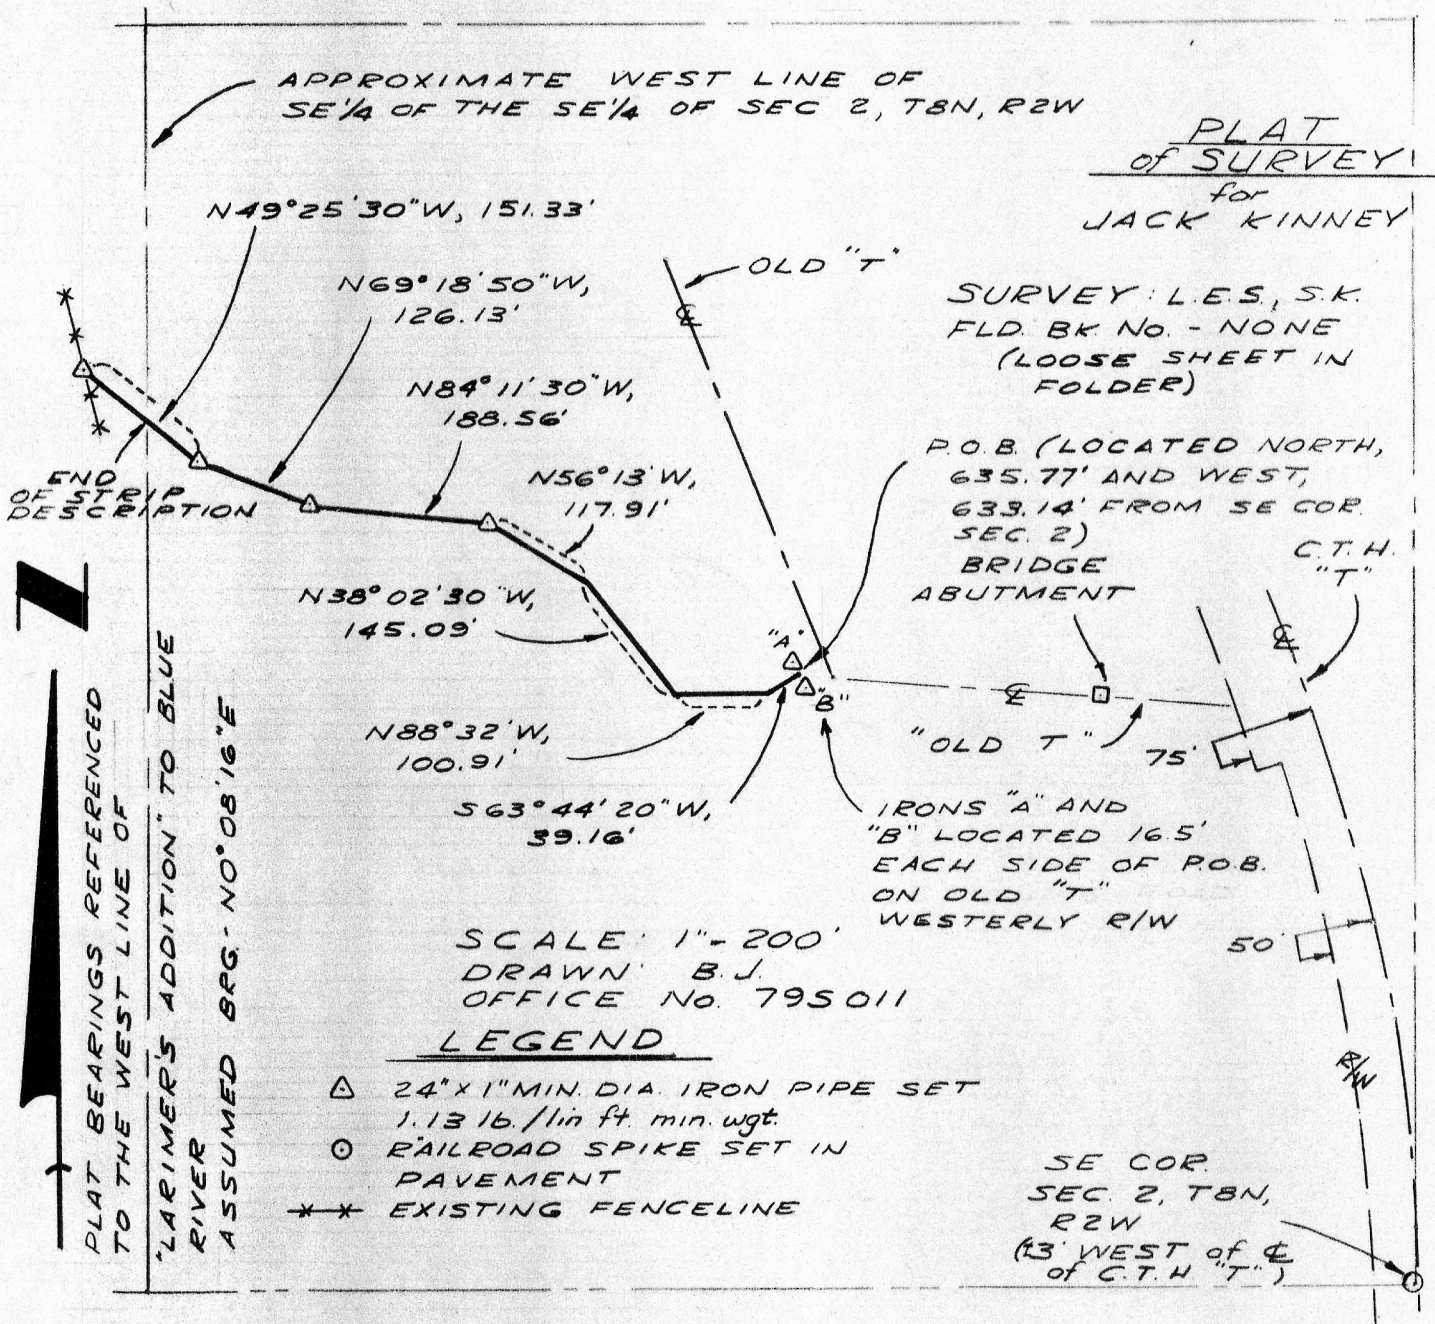 APPROXIMATE WEST LINE OF
SE 1/4 OF THE SE 1/4 OF SEC 2, T8N, R2W
PLAT
of SURVEY
for
JACK KINNEY
N49°25'30"W, 151.33'
N69°18'50"W,
126.13'
OLD "T"
℄
SURVEY: L.E.S., S.K.
FLD. BK. No. - NONE
(LOOSE SHEET IN
FOLDER)
N84°11'30"W,
188.56'
P.O.B. (LOCATED NORTH,
635.77' AND WEST,
633.14' FROM SE COR.
SEC. 2)
END
OF STRIP
DESCRIPTION
N56°13'W,
117.91'
BRIDGE
ABUTMENT
C.T.H.
"T"
℄
N38°02'30"W,
145.09'
"A"
"B"
℄
N88°32'W,
100.91'
"OLD T"
75'
S63°44'20"W,
39.16'
IRONS "A" AND
"B" LOCATED 16.5'
EACH SIDE OF P.O.B.
ON OLD "T"
WESTERLY R/W
50'
PLAT BEARINGS REFERENCED
TO THE WEST LINE OF
"LARIMER'S ADDITION" TO BLUE
RIVER
ASSUMED BRG. - N0°08'16"E
SCALE: 1"- 200'
DRAWN: B.J.
OFFICE No. 79S011
LEGEND
24" X 1" MIN. DIA. IRON PIPE SET
1.13 lb./lin ft. min. wgt.
RAILROAD SPIKE SET IN
PAVEMENT
EXISTING FENCELINE
R/W
SE COR.
SEC. 2, T8N,
R2W
(±3' WEST of ℄
of C.T.H "T")